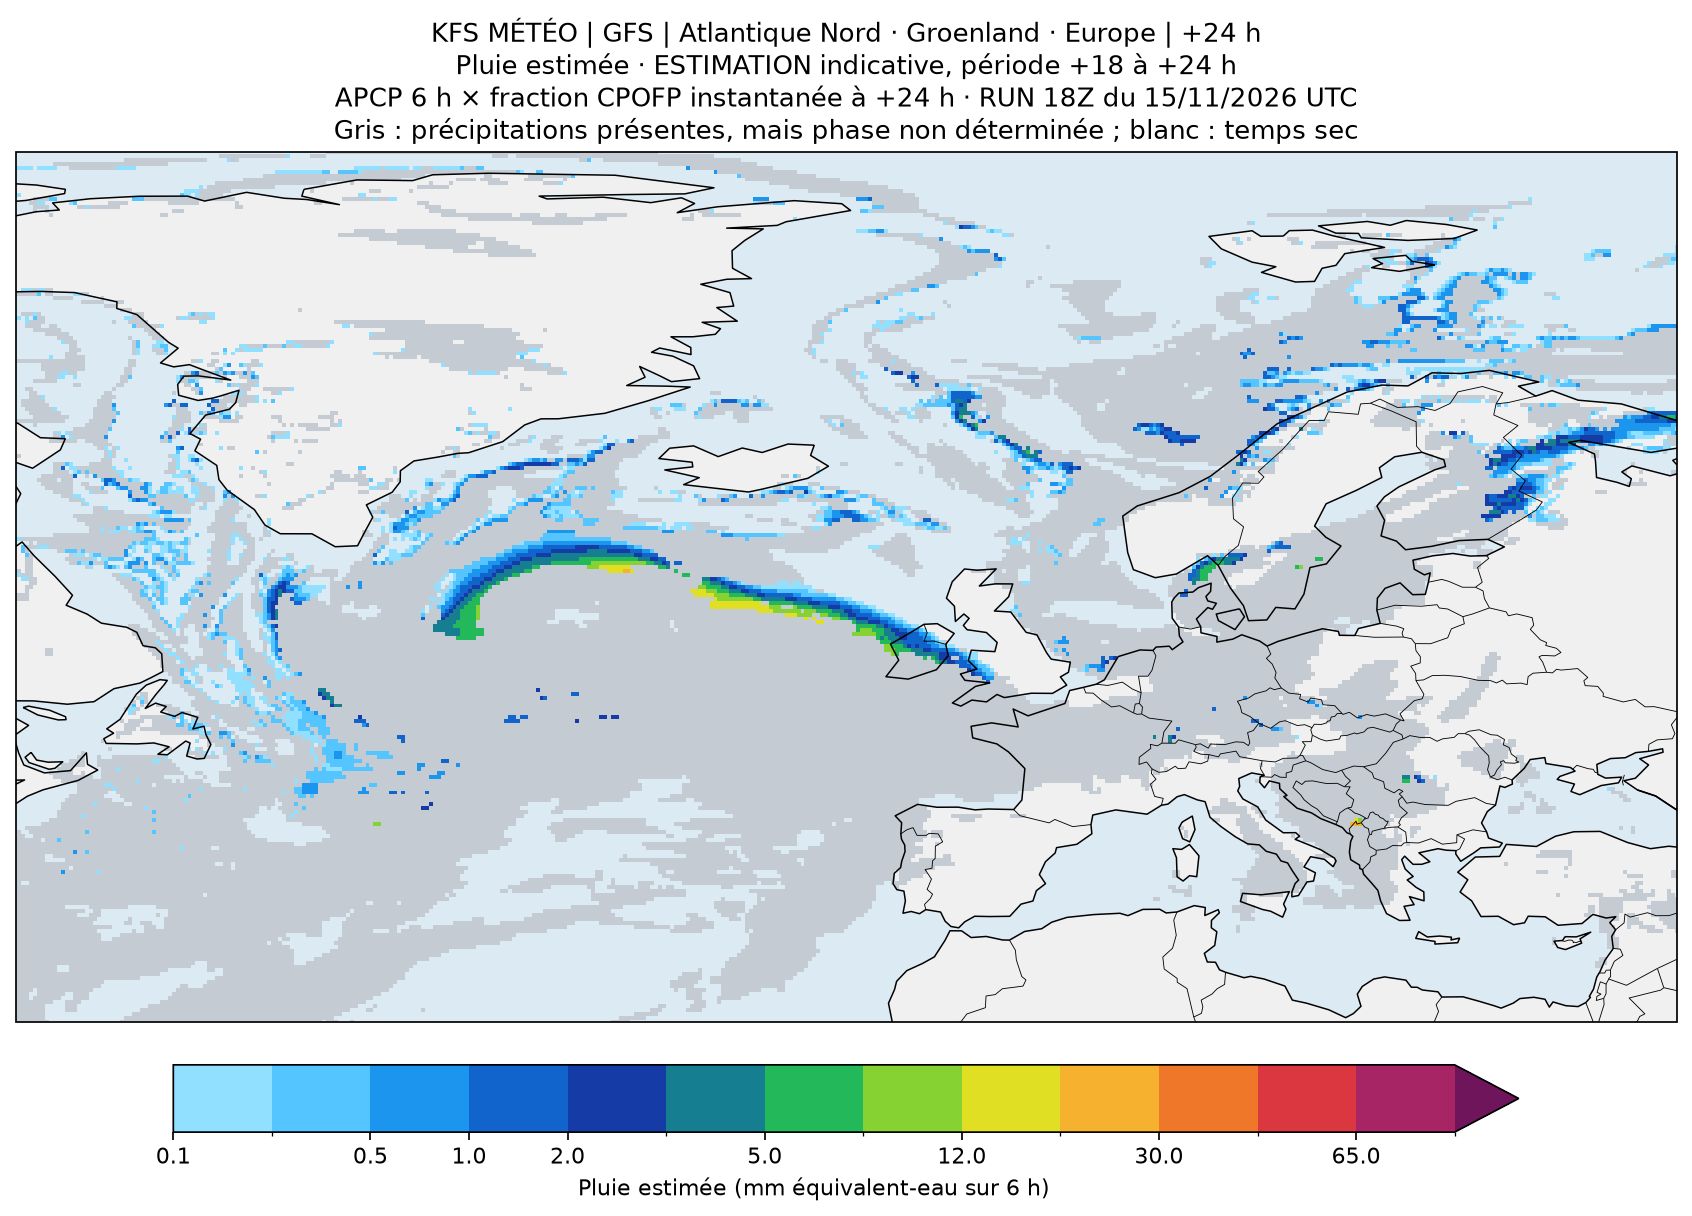 KFS MÉTÉO | GFS | Atlantique Nord · Groenland · Europe | +24 h
Pluie estimée · ESTIMATION indicative, période +18 à +24 h
APCP 6 h × fraction CPOFP instantanée à +24 h · RUN 18Z du 15/11/2026 UTC
Gris : précipitations présentes, mais phase non déterminée ; blanc : temps sec
0.1 0.5 1.0 2.0 5.0 12.0 30.0 65.0
Pluie estimée (mm équivalent-eau sur 6 h)